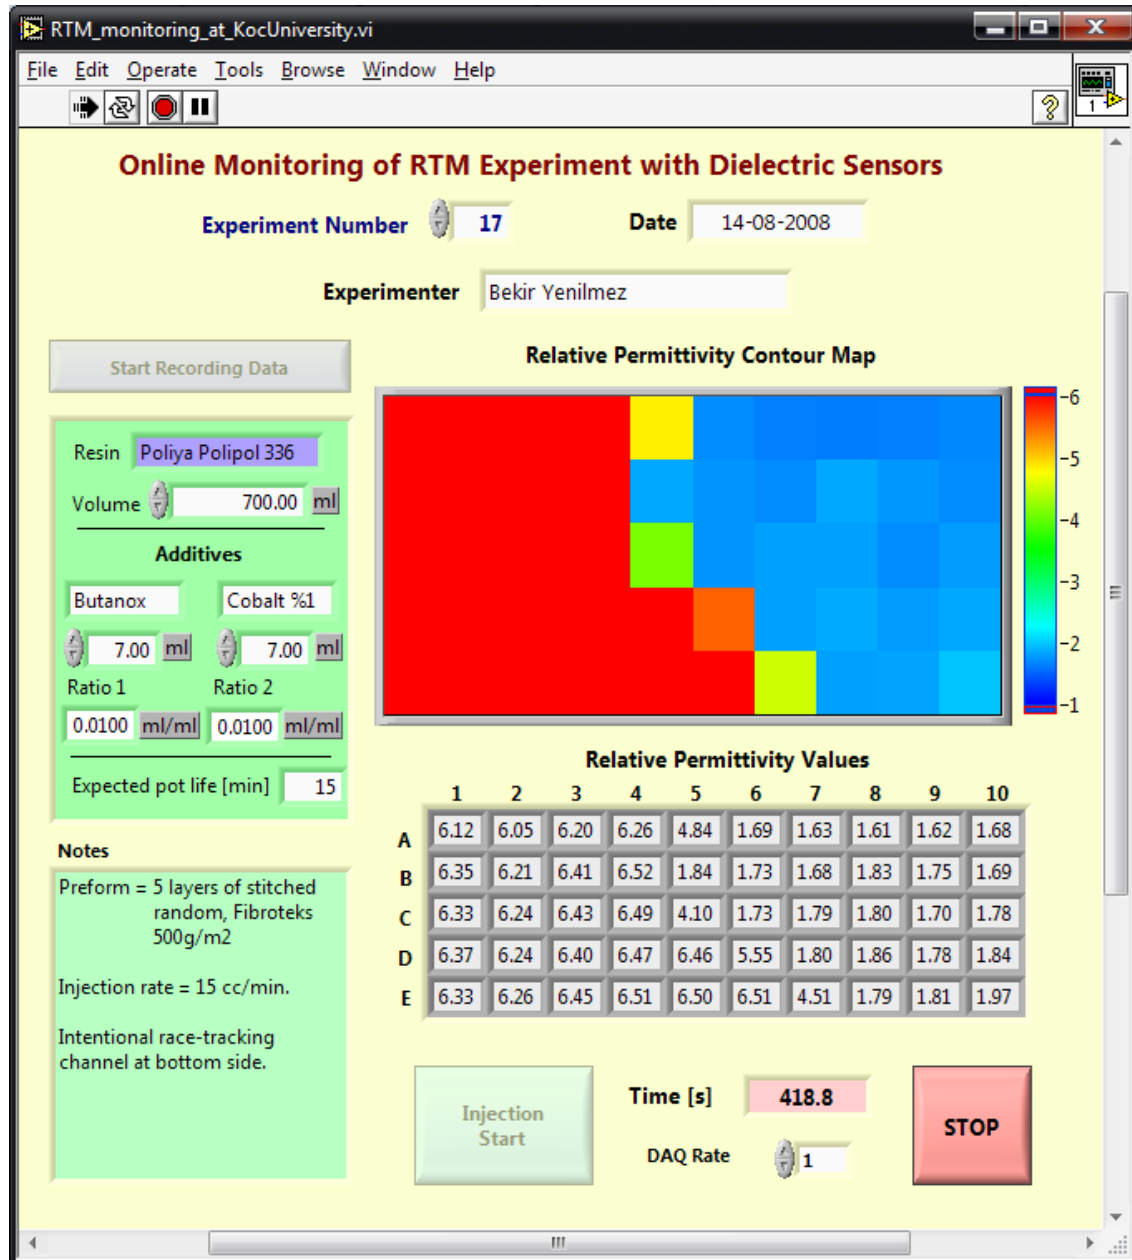 RTM_monitoring_at_KocUniversity.vi
File Edit Operate Tools Browse Window Help
1
Online Monitoring of RTM Experiment with Dielectric Sensors
Experiment Number 17 Date 14-08-2008
Experimenter Bekir Yenilmez
Start Recording Data
Relative Permittivity Contour Map
Resin Poliya Polipol 336
Volume 700.00 ml
Additives
Butanox Cobalt %1
7.00 ml 7.00 ml
Ratio 1 Ratio 2
0.0100 ml/ml 0.0100 ml/ml
Expected pot life [min] 15
-6
-5
-4
-3
-2
-1
Notes
Preform = 5 layers of stitched
random, Fibroteks
500g/m2
Injection rate = 15 cc/min.
Intentional race-tracking
channel at bottom side.
Relative Permittivity Values
1 2 3 4 5 6 7 8 9 10
A 6.12 6.05 6.20 6.26 4.84 1.69 1.63 1.61 1.62 1.68
B 6.35 6.21 6.41 6.52 1.84 1.73 1.68 1.83 1.75 1.69
C 6.33 6.24 6.43 6.49 4.10 1.73 1.79 1.80 1.70 1.78
D 6.37 6.24 6.40 6.47 6.46 5.55 1.80 1.86 1.78 1.84
E 6.33 6.26 6.45 6.51 6.50 6.51 4.51 1.79 1.81 1.97
Injection
Start
Time [s] 418.8
DAQ Rate 1
STOP